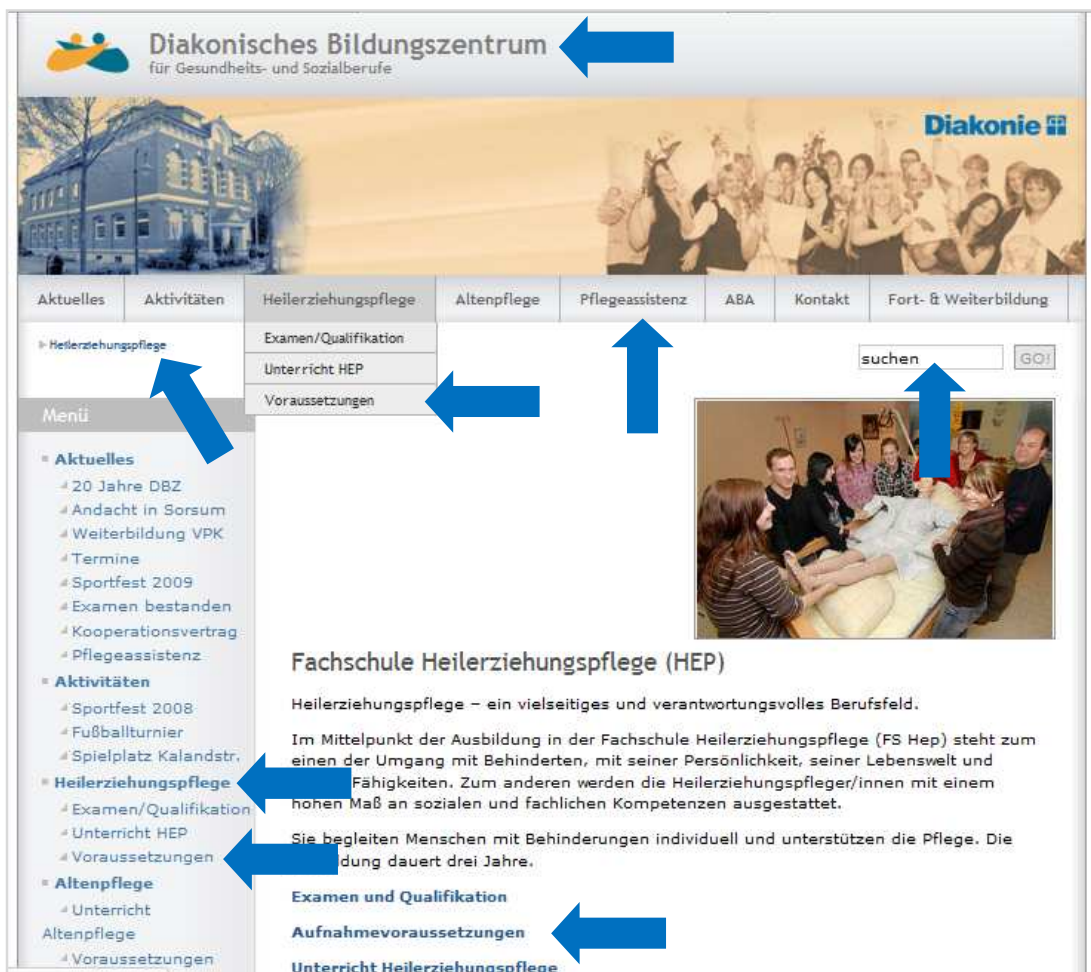 Diakonisches Bildungszentrum
für Gesundheits- und Sozialberufe
Diakonie
Aktuelles Aktivitäten Heilerziehungspflege Altenpflege Pflegeassistenz ABA Kontakt Fort- & Weiterbildung
Heilerziehungspflege
Examen/Qualifikation
Unterricht HEP
Voraussetzungen
suchen GO!
Menü
Aktuelles
20 Jahre DBZ
Andacht in Sorsum
Weiterbildung VPK
Termine
Sportfest 2009
Examen bestanden
Kooperationsvertrag
Pflegeassistenz
Aktivitäten
Sportfest 2008
Fußballturnier
Spielplatz Kalandstr.
Heilerziehungspflege
Examen/Qualifikation
Unterricht HEP
Voraussetzungen
Altenpflege
Unterricht
Altenpflege
Voraussetzungen
Fachschule Heilerziehungspflege (HEP)
Heilerziehungspflege – ein vielseitiges und verantwortungsvolles Berufsfeld.
Im Mittelpunkt der Ausbildung in der Fachschule Heilerziehungspflege (FS Hep) steht zum
einen der Umgang mit Behinderten, mit seiner Persönlichkeit, seiner Lebenswelt und
Fähigkeiten. Zum anderen werden die Heilerziehungspfleger/innen mit einem
hohen Maß an sozialen und fachlichen Kompetenzen ausgestattet.
Sie begleiten Menschen mit Behinderungen individuell und unterstützen die Pflege. Die
dauert drei Jahre.
Examen und Qualifikation
Aufnahmevoraussetzungen
Unterricht Heilerziehungspflege